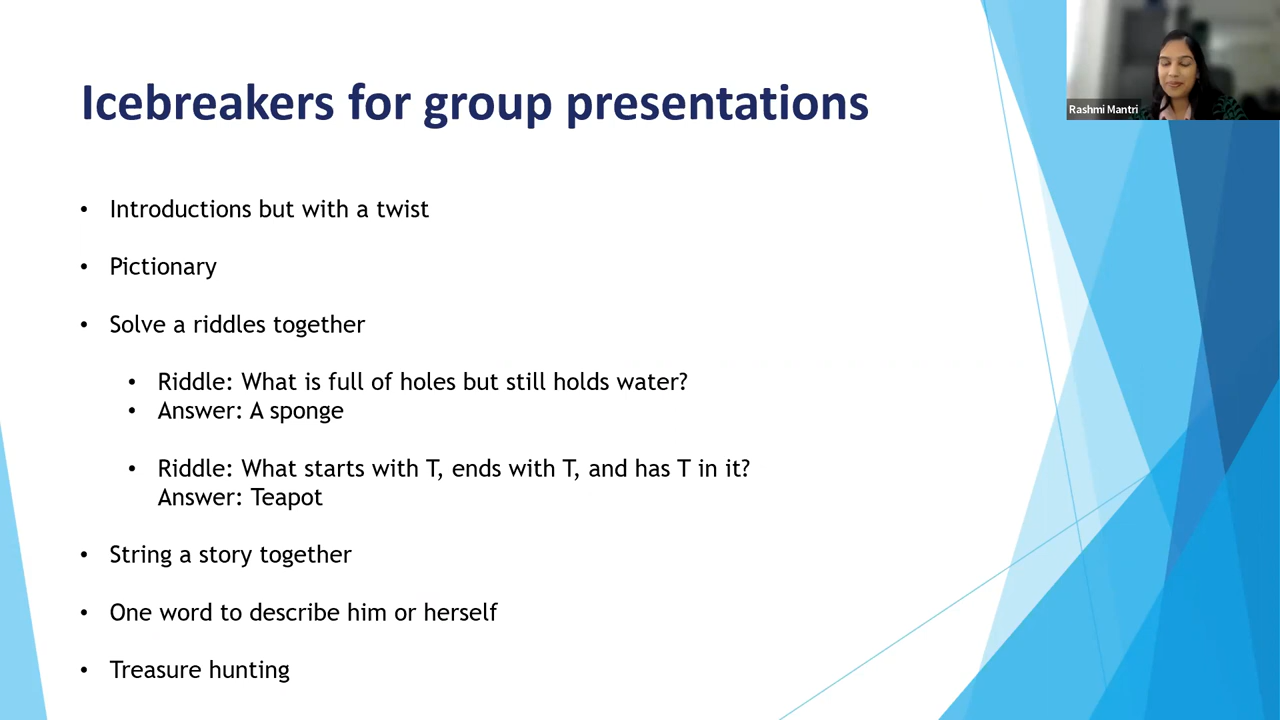 Icebreakers for group presentations
Rashmi Mantri
• Introductions but with a twist
• Pictionary
• Solve a riddles together
• Riddle: What is full of holes but still holds water?
• Answer: A sponge
• Riddle: What starts with T, ends with T, and has T in it?
Answer: Teapot
• String a story together
• One word to describe him or herself
• Treasure hunting